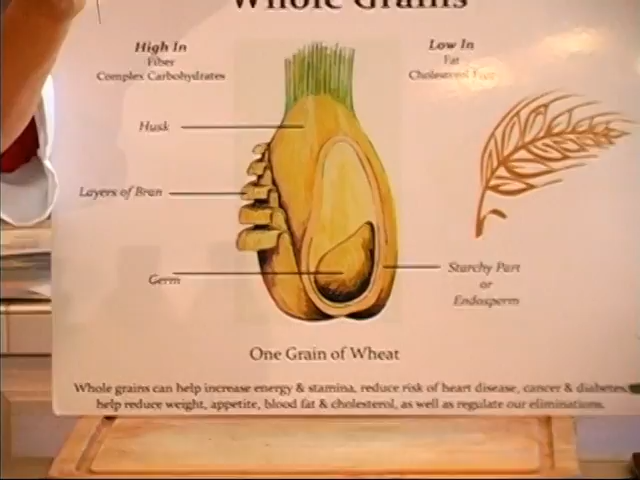 Whole Grains
High In
Fiber
Complex Carbohydrates
Low In
Fat
Cholesterol Free
Husk
Layers of Bran
Germ
Starchy Part
or
Endosperm
One Grain of Wheat
Whole grains can help increase energy & stamina, reduce risk of heart disease, cancer & diabetes,
help reduce weight, appetite, blood fat & cholesterol, as well as regulate our eliminations.